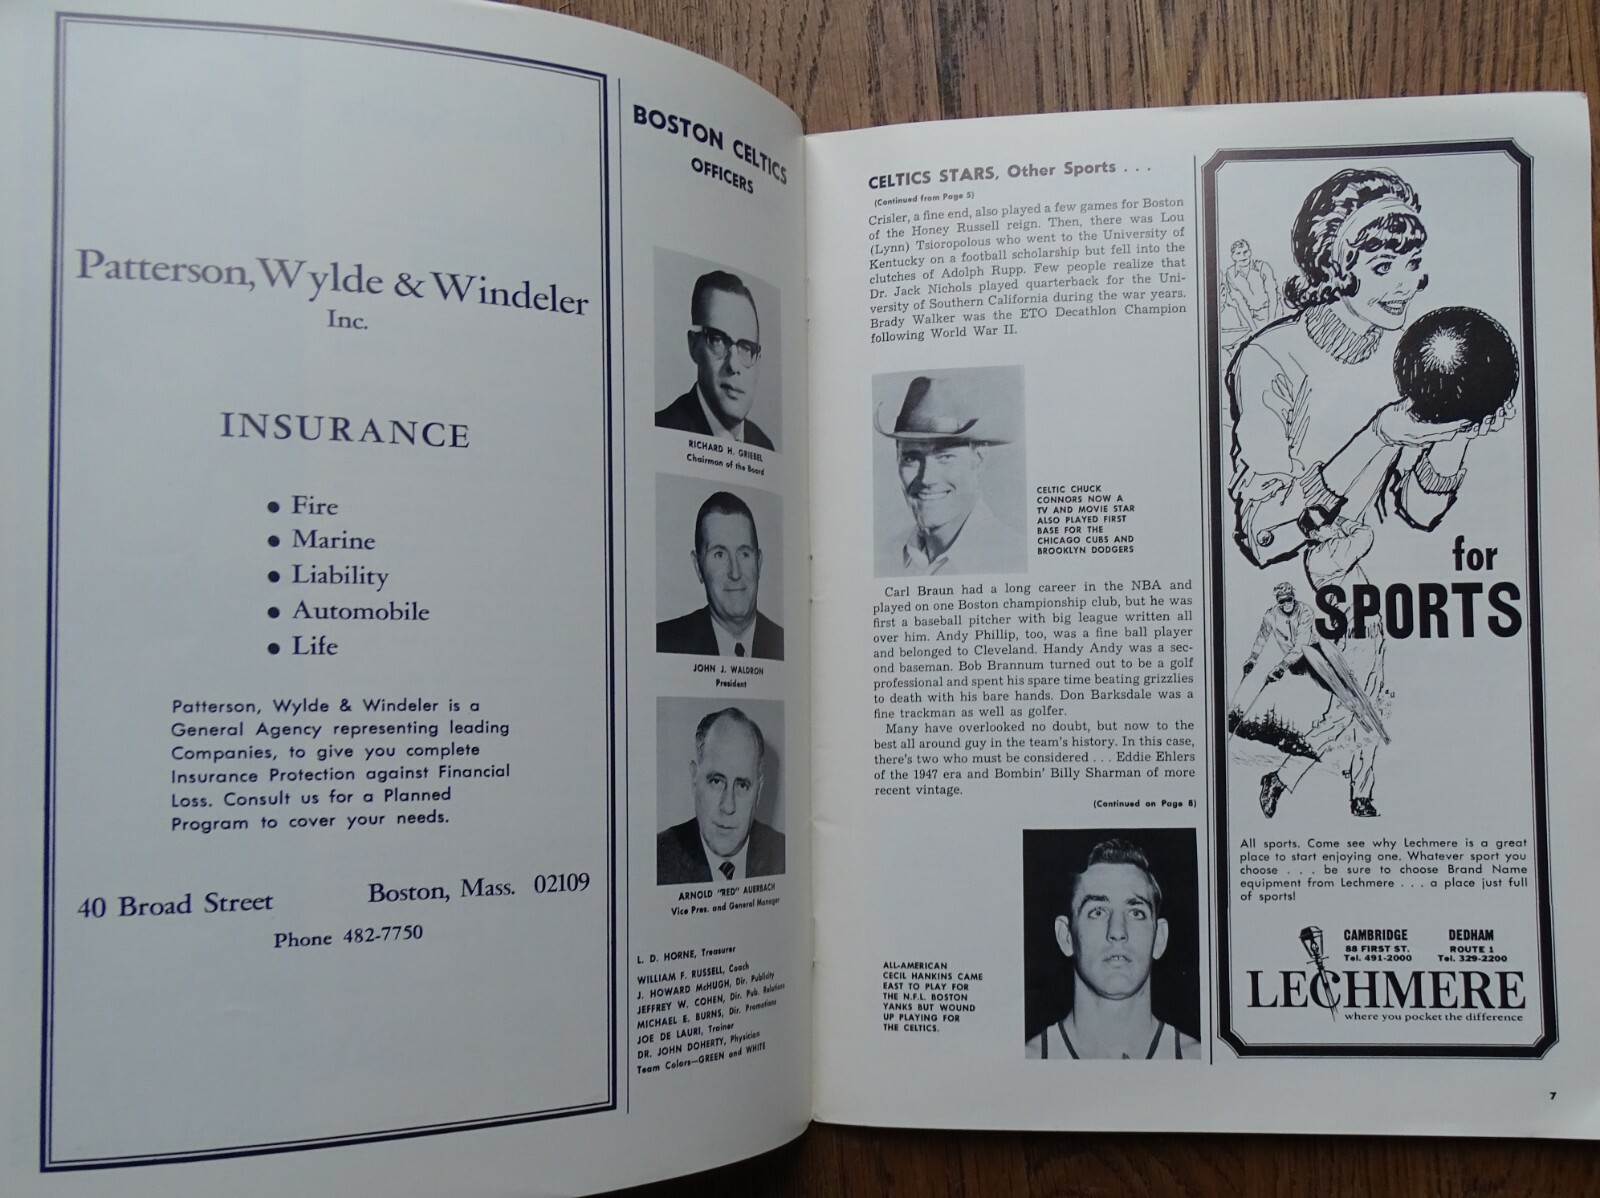 Patterson, Wylde & Windeler
Inc.
INSURANCE
• Fire
• Marine
• Liability
• Automobile
• Life
Patterson, Wylde & Windeler is a
General Agency representing leading
Companies, to give you complete
Insurance Protection against Financial
Loss. Consult us for a Planned
Program to cover your needs.
40 Broad Street Boston, Mass. 02109
Phone 482-7750
BOSTON CELTICS
OFFICERS
RICHARD H. GRIEBEL
Chairman of the Board
JOHN J. WALDRON
President
ARNOLD "RED" AUERBACH
Vice Pres. and General Manager
L. D. HORNE, Treasurer
WILLIAM F. RUSSELL, Coach
J. HOWARD McHUGH, Dir. Publicity
JEFFREY W. COHEN, Dir. Pub. Relations
MICHAEL E. BURNS, Dir. Promotions
JOE DE LAURI, Trainer
DR. JOHN DOHERTY, Physician
Team Colors—GREEN and WHITE
CELTICS STARS, Other Sports . . .
(Continued from Page 5)
Crisler, a fine end, also played a few games for Boston
of the Honey Russell reign. Then, there was Lou
(Lynn) Tsioropolous who went to the University of
Kentucky on a football scholarship but fell into the
clutches of Adolph Rupp. Few people realize that
Dr. Jack Nichols played quarterback for the Uni-
versity of Southern California during the war years.
Brady Walker was the ETO Decathlon Champion
following World War II.
CELTIC CHUCK
CONNORS NOW A
TV AND MOVIE STAR
ALSO PLAYED FIRST
BASE FOR THE
CHICAGO CUBS AND
BROOKLYN DODGERS
Carl Braun had a long career in the NBA and
played on one Boston championship club, but he was
first a baseball pitcher with big league written all
over him. Andy Phillip, too, was a fine ball player
and belonged to Cleveland. Handy Andy was a sec-
ond baseman. Bob Brannum turned out to be a golf
professional and spent his spare time beating grizzlies
to death with his bare hands. Don Barksdale was a
fine trackman as well as golfer.
Many have overlooked no doubt, but now to the
best all around guy in the team's history. In this case,
there's two who must be considered . . . Eddie Ehlers
of the 1947 era and Bombin' Billy Sharman of more
recent vintage.
(Continued on Page 8)
ALL-AMERICAN
CECIL HANKINS CAME
EAST TO PLAY FOR
THE N.F.L. BOSTON
YANKS BUT WOUND
UP PLAYING FOR
THE CELTICS.
for
SPORTS
All sports. Come see why Lechmere is a great
place to start enjoying one. Whatever sport you
choose . . . be sure to choose Brand Name
equipment from Lechmere . . . a place just full
of sports!
CAMBRIDGE
88 FIRST ST.
Tel. 491-2000
DEDHAM
ROUTE 1
Tel. 329-2200
LECHMERE
where you pocket the difference
7